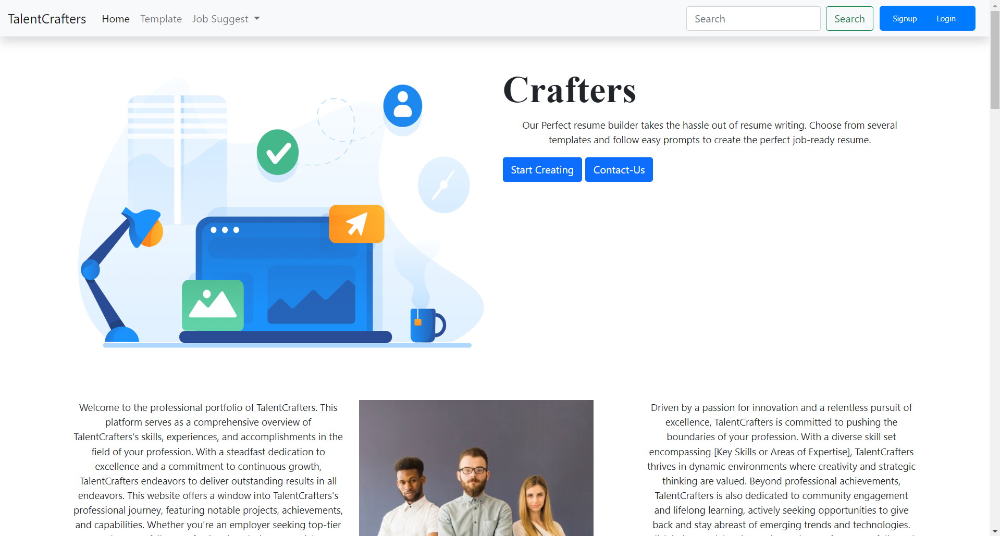 TalentCrafters Home Template Job Suggest Search Search Signup Login
Crafters
Our Perfect resume builder takes the hassle out of resume writing. Choose from several
templates and follow easy prompts to create the perfect job-ready resume.
Start Creating Contact-Us
Welcome to the professional portfolio of TalentCrafters. This
platform serves as a comprehensive overview of
TalentCrafters's skills, experiences, and accomplishments in the
field of your profession. With a steadfast dedication to
excellence and a commitment to continuous growth,
TalentCrafters endeavors to deliver outstanding results in all
endeavors. This website offers a window into TalentCrafters's
professional journey, featuring notable projects, achievements,
and capabilities. Whether you're an employer seeking top-tier
Driven by a passion for innovation and a relentless pursuit of
excellence, TalentCrafters is committed to pushing the
boundaries of your profession. With a diverse skill set
encompassing [Key Skills or Areas of Expertise], TalentCrafters
thrives in dynamic environments where creativity and strategic
thinking are valued. Beyond professional achievements,
TalentCrafters is also dedicated to community engagement
and lifelong learning, actively seeking opportunities to give
back and stay abreast of emerging trends and technologies.